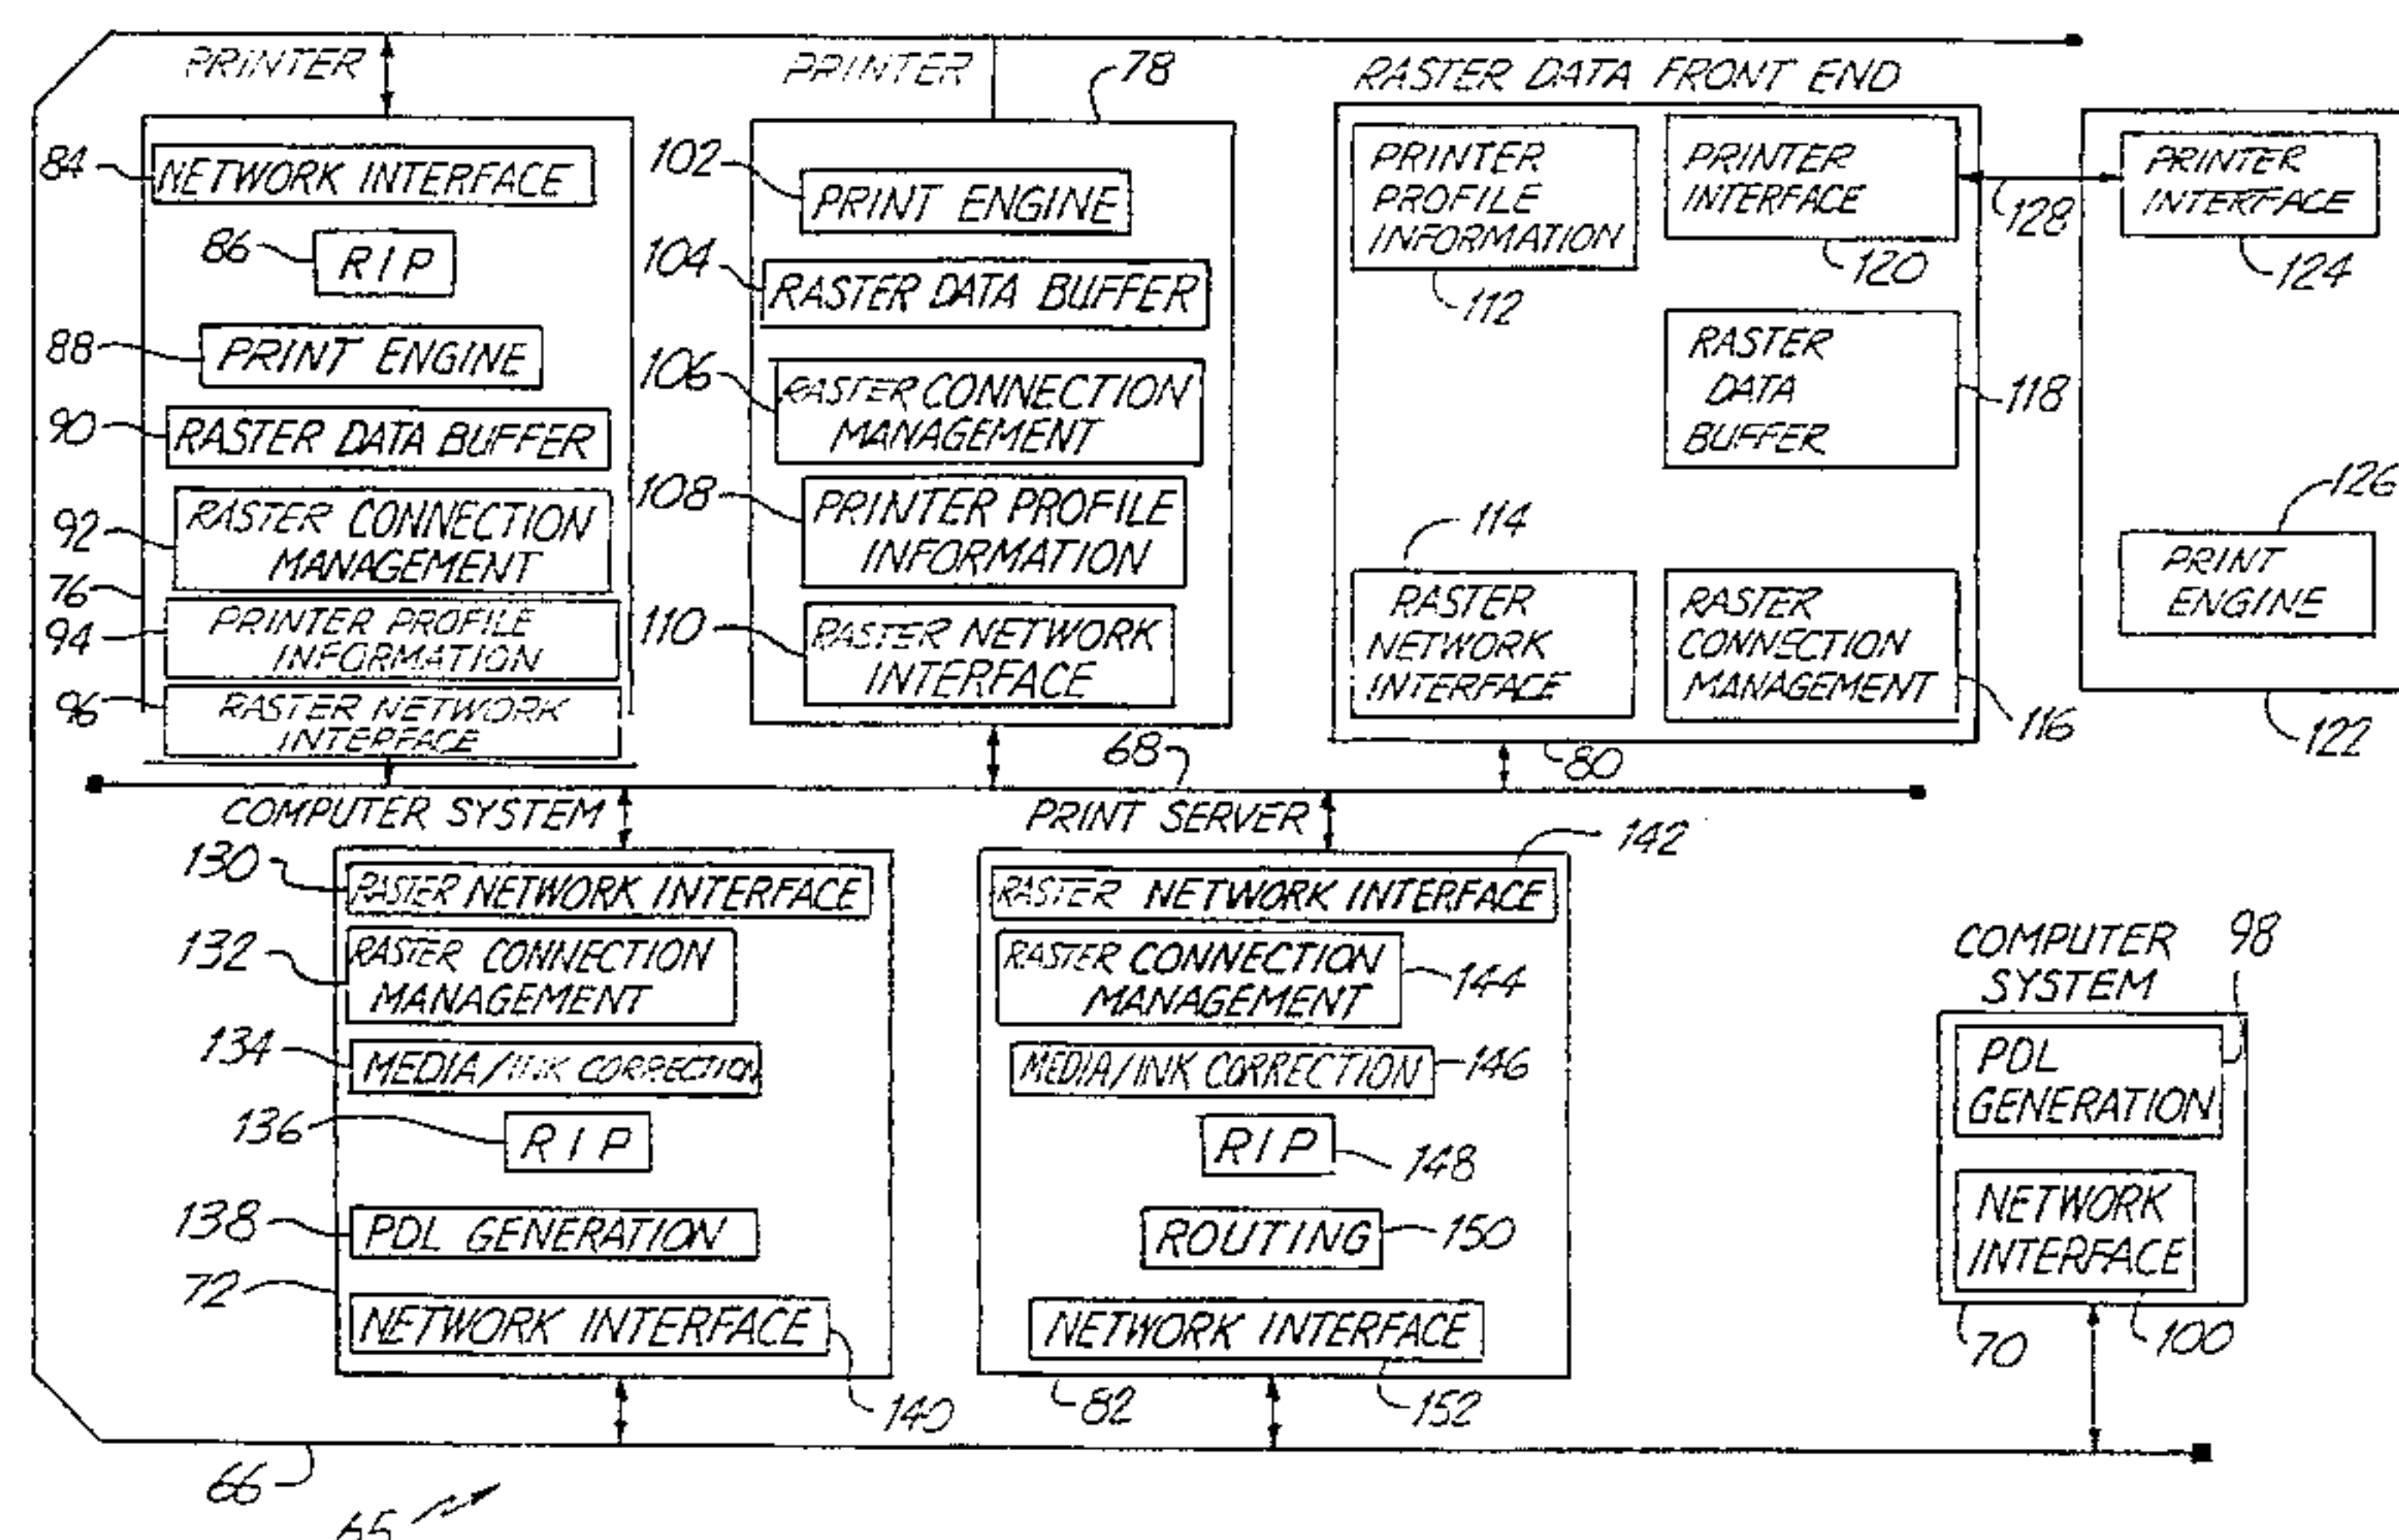 PRINTER
84
NETWORK INTERFACE
86
RIP
88
PRINT ENGINE
90
RASTER DATA BUFFER
92
RASTER CONNECTION
MANAGEMENT
76
94
PRINTER PROFILE
INFORMATION
96
RASTER NETWORK
INTERFACE
PRINTER
78
102
PRINT ENGINE
104
RASTER DATA BUFFER
106
RASTER CONNECTION
MANAGEMENT
108
PRINTER PROFILE
INFORMATION
110
RASTER NETWORK
INTERFACE
68
RASTER DATA FRONT END
PRINTER
PROFILE
INFORMATION
112
PRINTER
INTERFACE
120
128
RASTER
DATA
BUFFER
118
114
RASTER
NETWORK
INTERFACE
RASTER
CONNECTION
MANAGEMENT
116
80
PRINTER
INTERFACE
124
126
PRINT
ENGINE
122
COMPUTER SYSTEM
130
RASTER NETWORK INTERFACE
132
RASTER CONNECTION
MANAGEMENT
134
MEDIA/INK CORRECTION
136
RIP
138
PDL GENERATION
72
NETWORK INTERFACE
140
PRINT SERVER
142
RASTER NETWORK INTERFACE
RASTER CONNECTION
MANAGEMENT
144
MEDIA/INK CORRECTION
146
RIP
148
ROUTING
150
NETWORK INTERFACE
82
152
COMPUTER
SYSTEM
98
PDL
GENERATION
NETWORK
INTERFACE
70
100
66
65